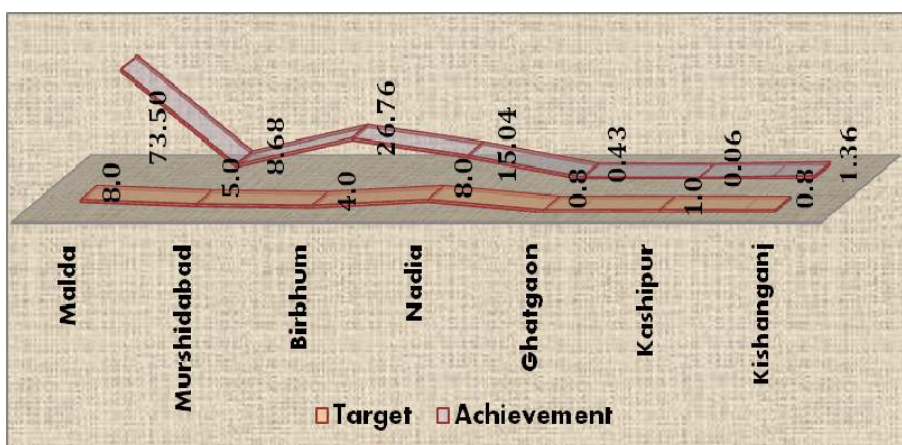 73.50
8.68
26.76
15.04
0.43
0.06
1.36
8.0
5.0
4.0
8.0
0.8
1.0
0.8
Malda
Murshidabad
Birbhum
Nadia
Ghatgaon
Kashipur
Kishanganj
Target Achievement